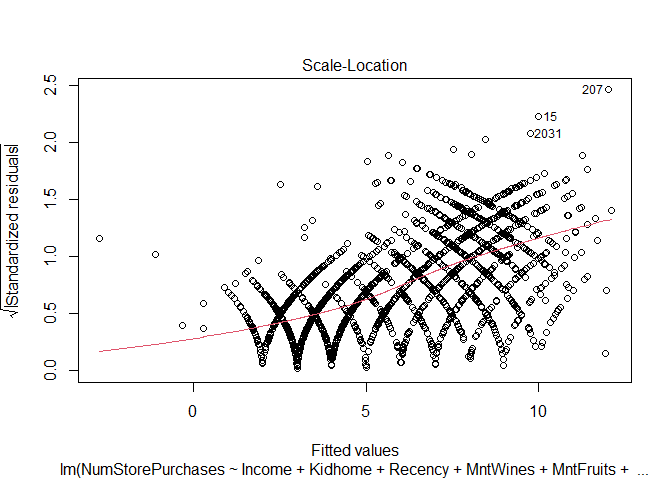 Scale-Location
√|Standardized residuals|
2.5
2.0
1.5
1.0
0.5
0.0
207
15
2031
0 5 10
Fitted values
lm(NumStorePurchases ~ Income + Kidhome + Recency + MntWines + MntFruits + ...